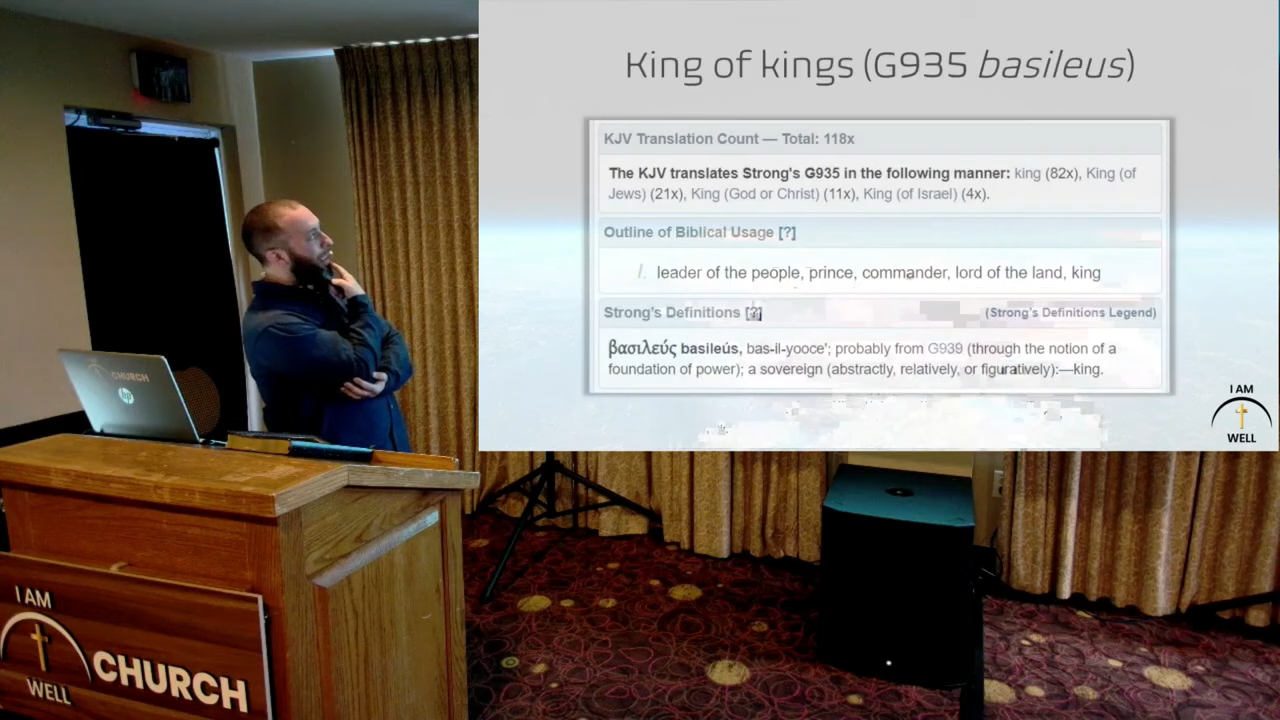 King of kings (G935 basileus)
KJV Translation Count — Total: 118x
The KJV translates Strong's G935 in the following manner: king (82x), King (of
Jews) (21x), King (God or Christ) (11x), King (of Israel) (4x).
Outline of Biblical Usage [?]
I. leader of the people, prince, commander, lord of the land, king
Strong's Definitions [?]
(Strong's Definitions Legend)
βασιλεύς basileús, bas-il-yooce'; probably from G939 (through the notion of a
foundation of power); a sovereign (abstractly, relatively, or figuratively):—king.
I AM
WELL
CHURCH
hp
I AM
WELL
CHURCH